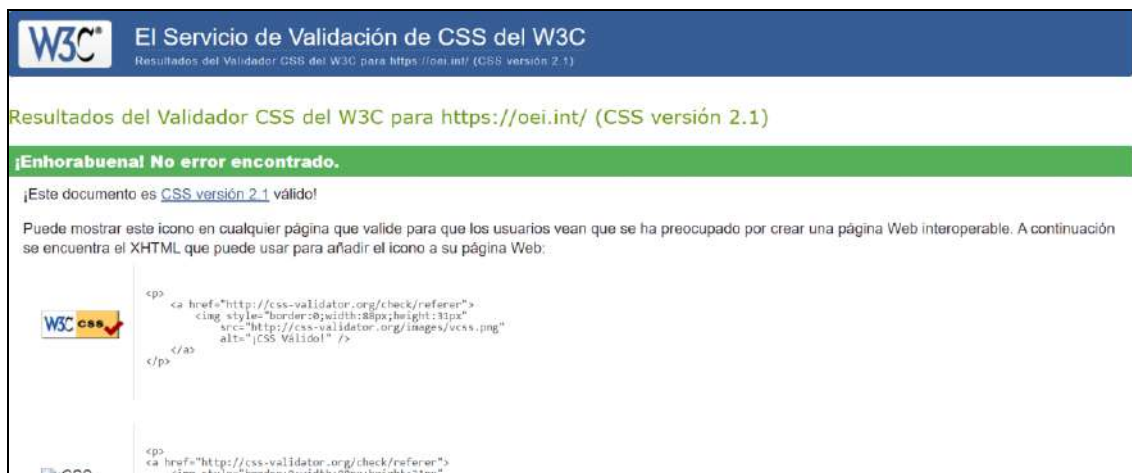 W3C® El Servicio de Validación de CSS del W3C
Resultados del Validador CSS del W3C para https://oei.int/ (CSS versión 2.1)
Resultados del Validador CSS del W3C para https://oei.int/ (CSS versión 2.1)
¡Enhorabuena! No error encontrado.
¡Este documento es CSS versión 2.1 válido!
Puede mostrar este icono en cualquier página que valide para que los usuarios vean que se ha preocupado por crear una página Web interoperable. A continuación
se encuentra el XHTML que puede usar para añadir el icono a su página Web:
<p>
<a href="http://css-validator.org/check/referer">
<img style="border:0;width:88px;height:31px"
src="http://css-validator.org/images/vcss.png"
alt="¡CSS Válido!" />
</a>
</p>
W3C css
<p>
<a href="http://css-validator.org/check/referer">